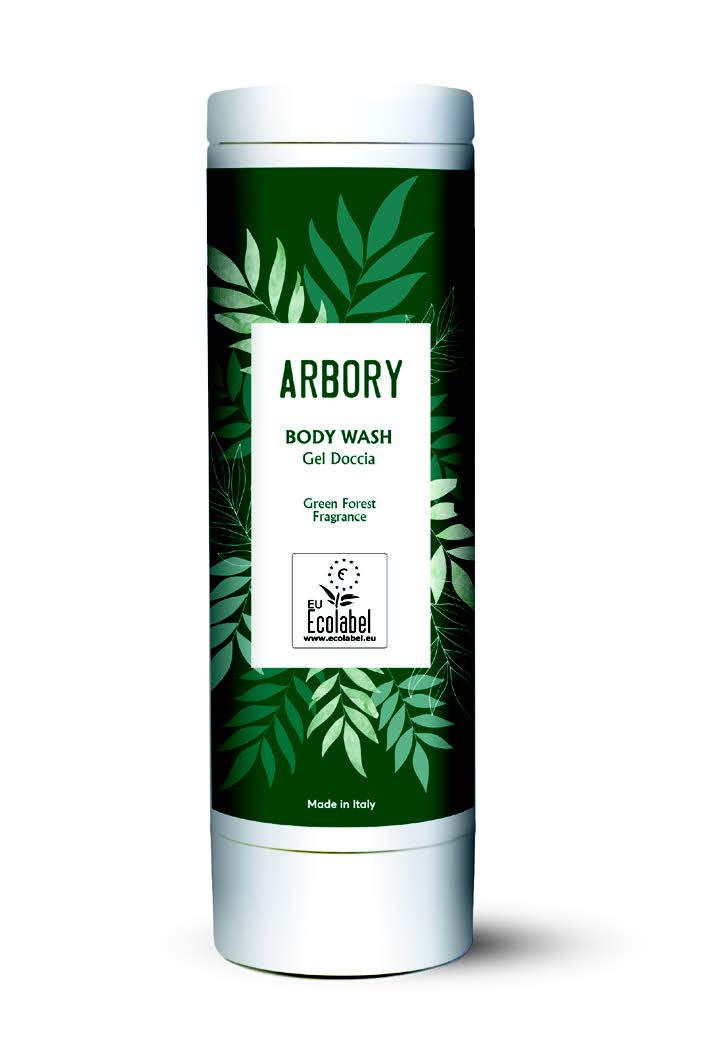 ARBORY
BODY WASH
Gel Doccia
Green Forest
Fragrance
€
EU
Ecolabel
www.ecolabel.eu
Made in Italy